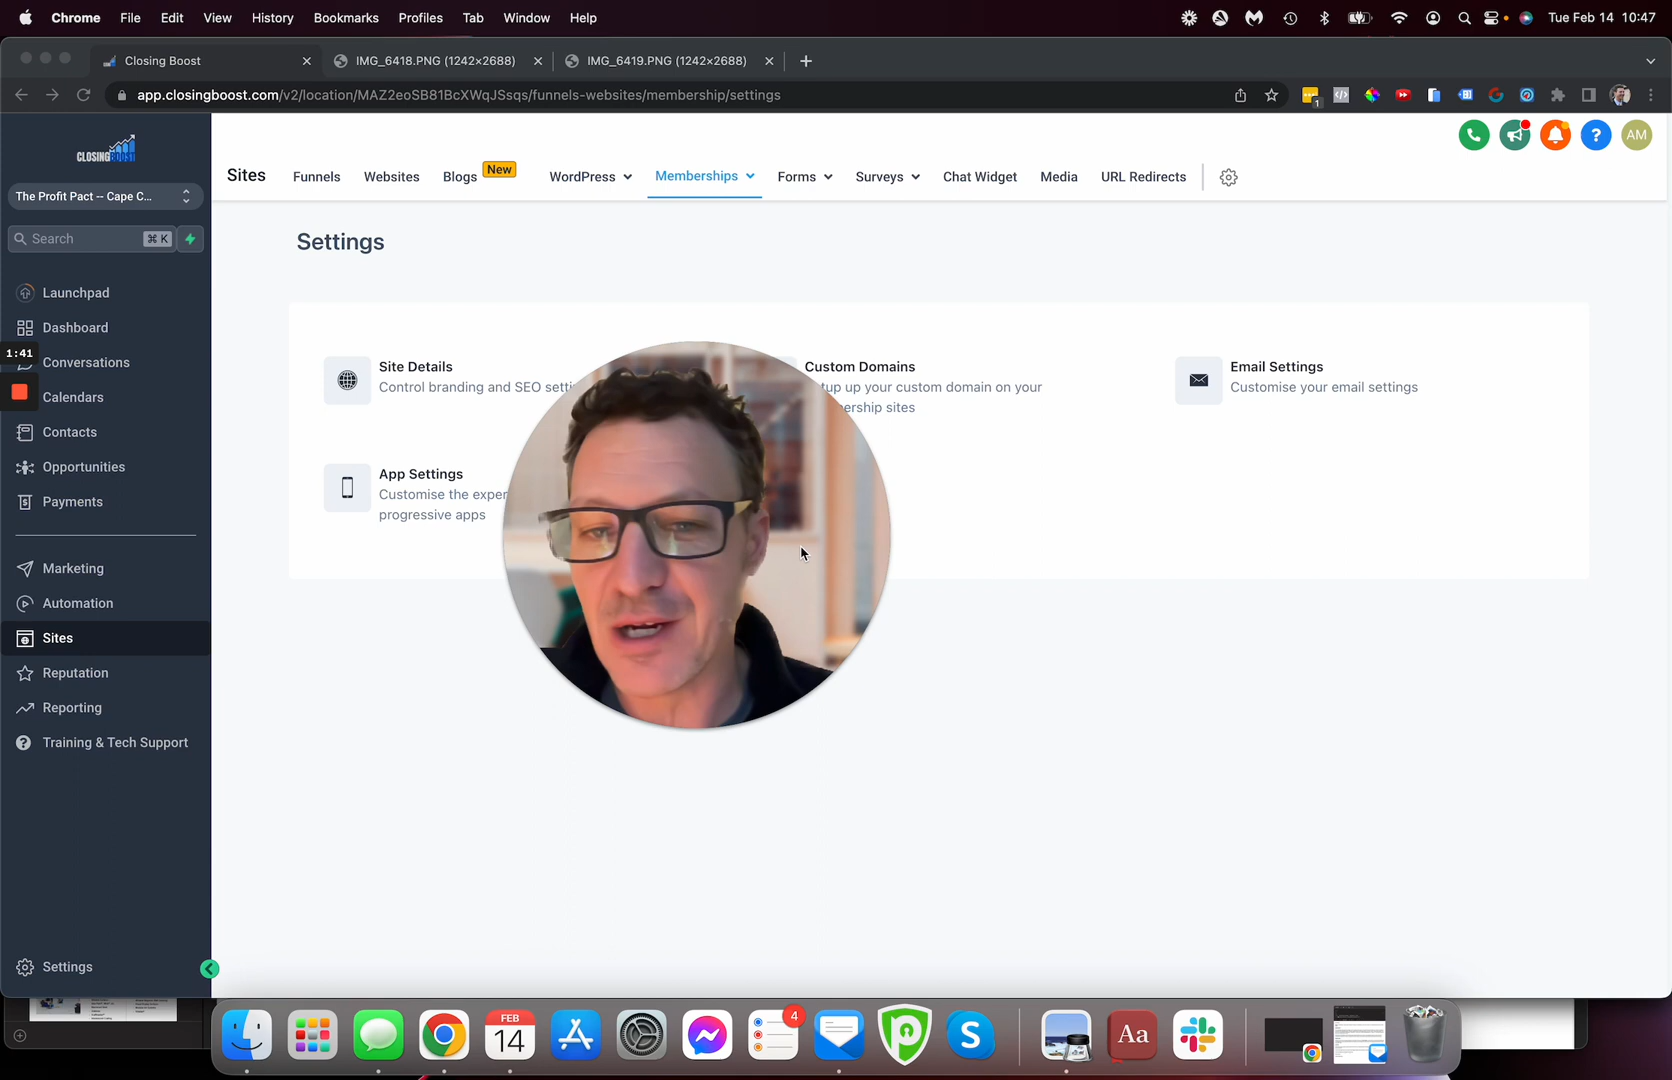 Chrome File Edit View History Bookmarks Profiles Tab Window Help Tue Feb 14 10:47
Closing Boost IMG_6418.PNG (1242×2688) IMG_6419.PNG (1242×2688)
app.closingboost.com/v2/location/MAZ2eoSB81BcXWqJSsqs/funnels-websites/membership/settings
1
CLOSINGBOOST
AM
Sites Funnels Websites Blogs New WordPress Memberships Forms Surveys Chat Widget Media URL Redirects
The Profit Pact -- Cape C...
Search ⌘ K
Settings
Launchpad
Dashboard
1:41
Conversations
Calendars
Contacts
Opportunities
Payments
Marketing
Automation
Sites
Reputation
Reporting
Training & Tech Support
Settings
Site Details
Control branding and SEO
Custom Domains
up your custom domain on your
sites
Email Settings
Customise your email settings
App Settings
Customise the
progressive apps
FEB
14
4
Aa